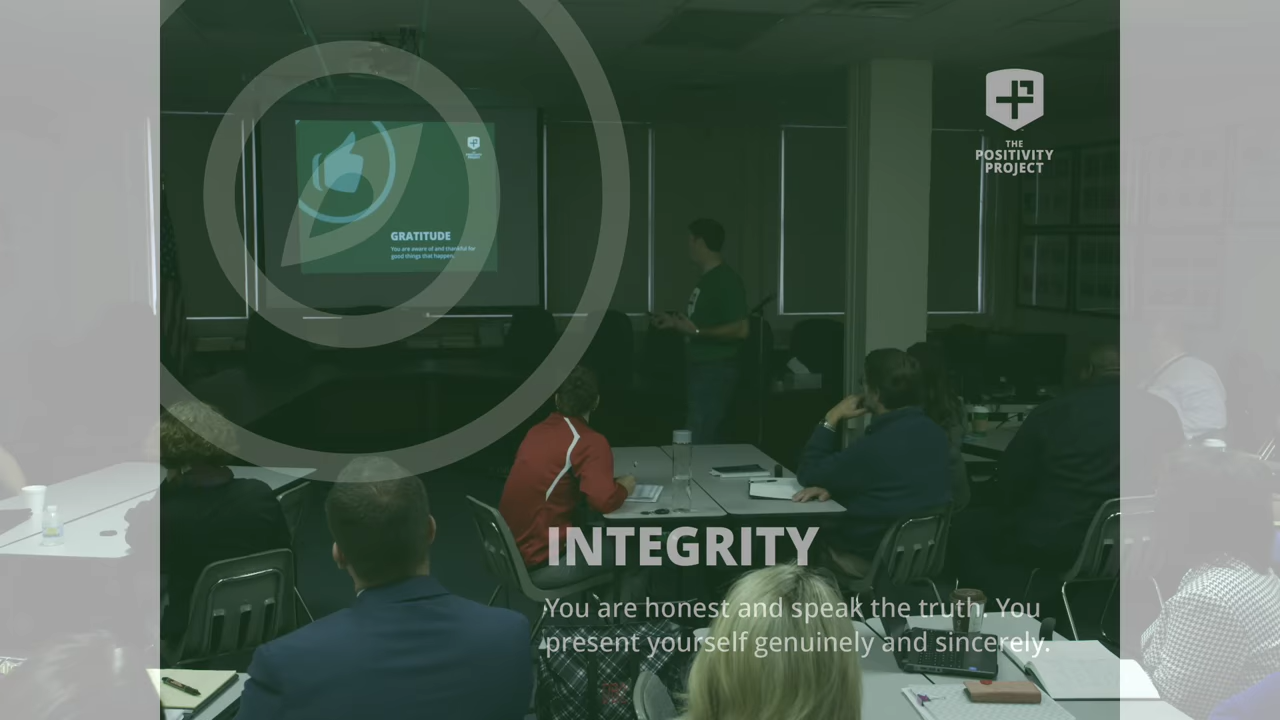 THE
POSITIVITY
PROJECT
GRATITUDE
You are aware of and thankful for
good things that happen.
INTEGRITY
You are honest and speak the truth. You
present yourself genuinely and sincerely.